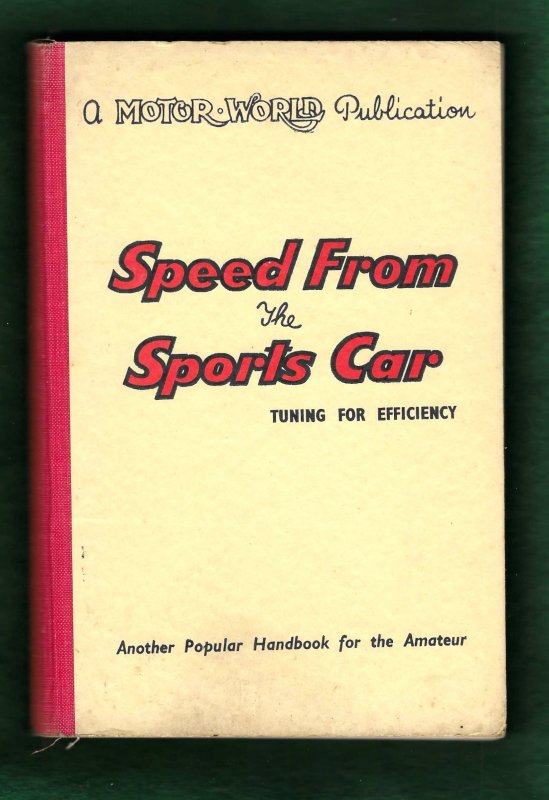 a MOTOR·WORLD Publication
Speed From
The
Sports Car
TUNING FOR EFFICIENCY
Another Popular Handbook for the Amateur